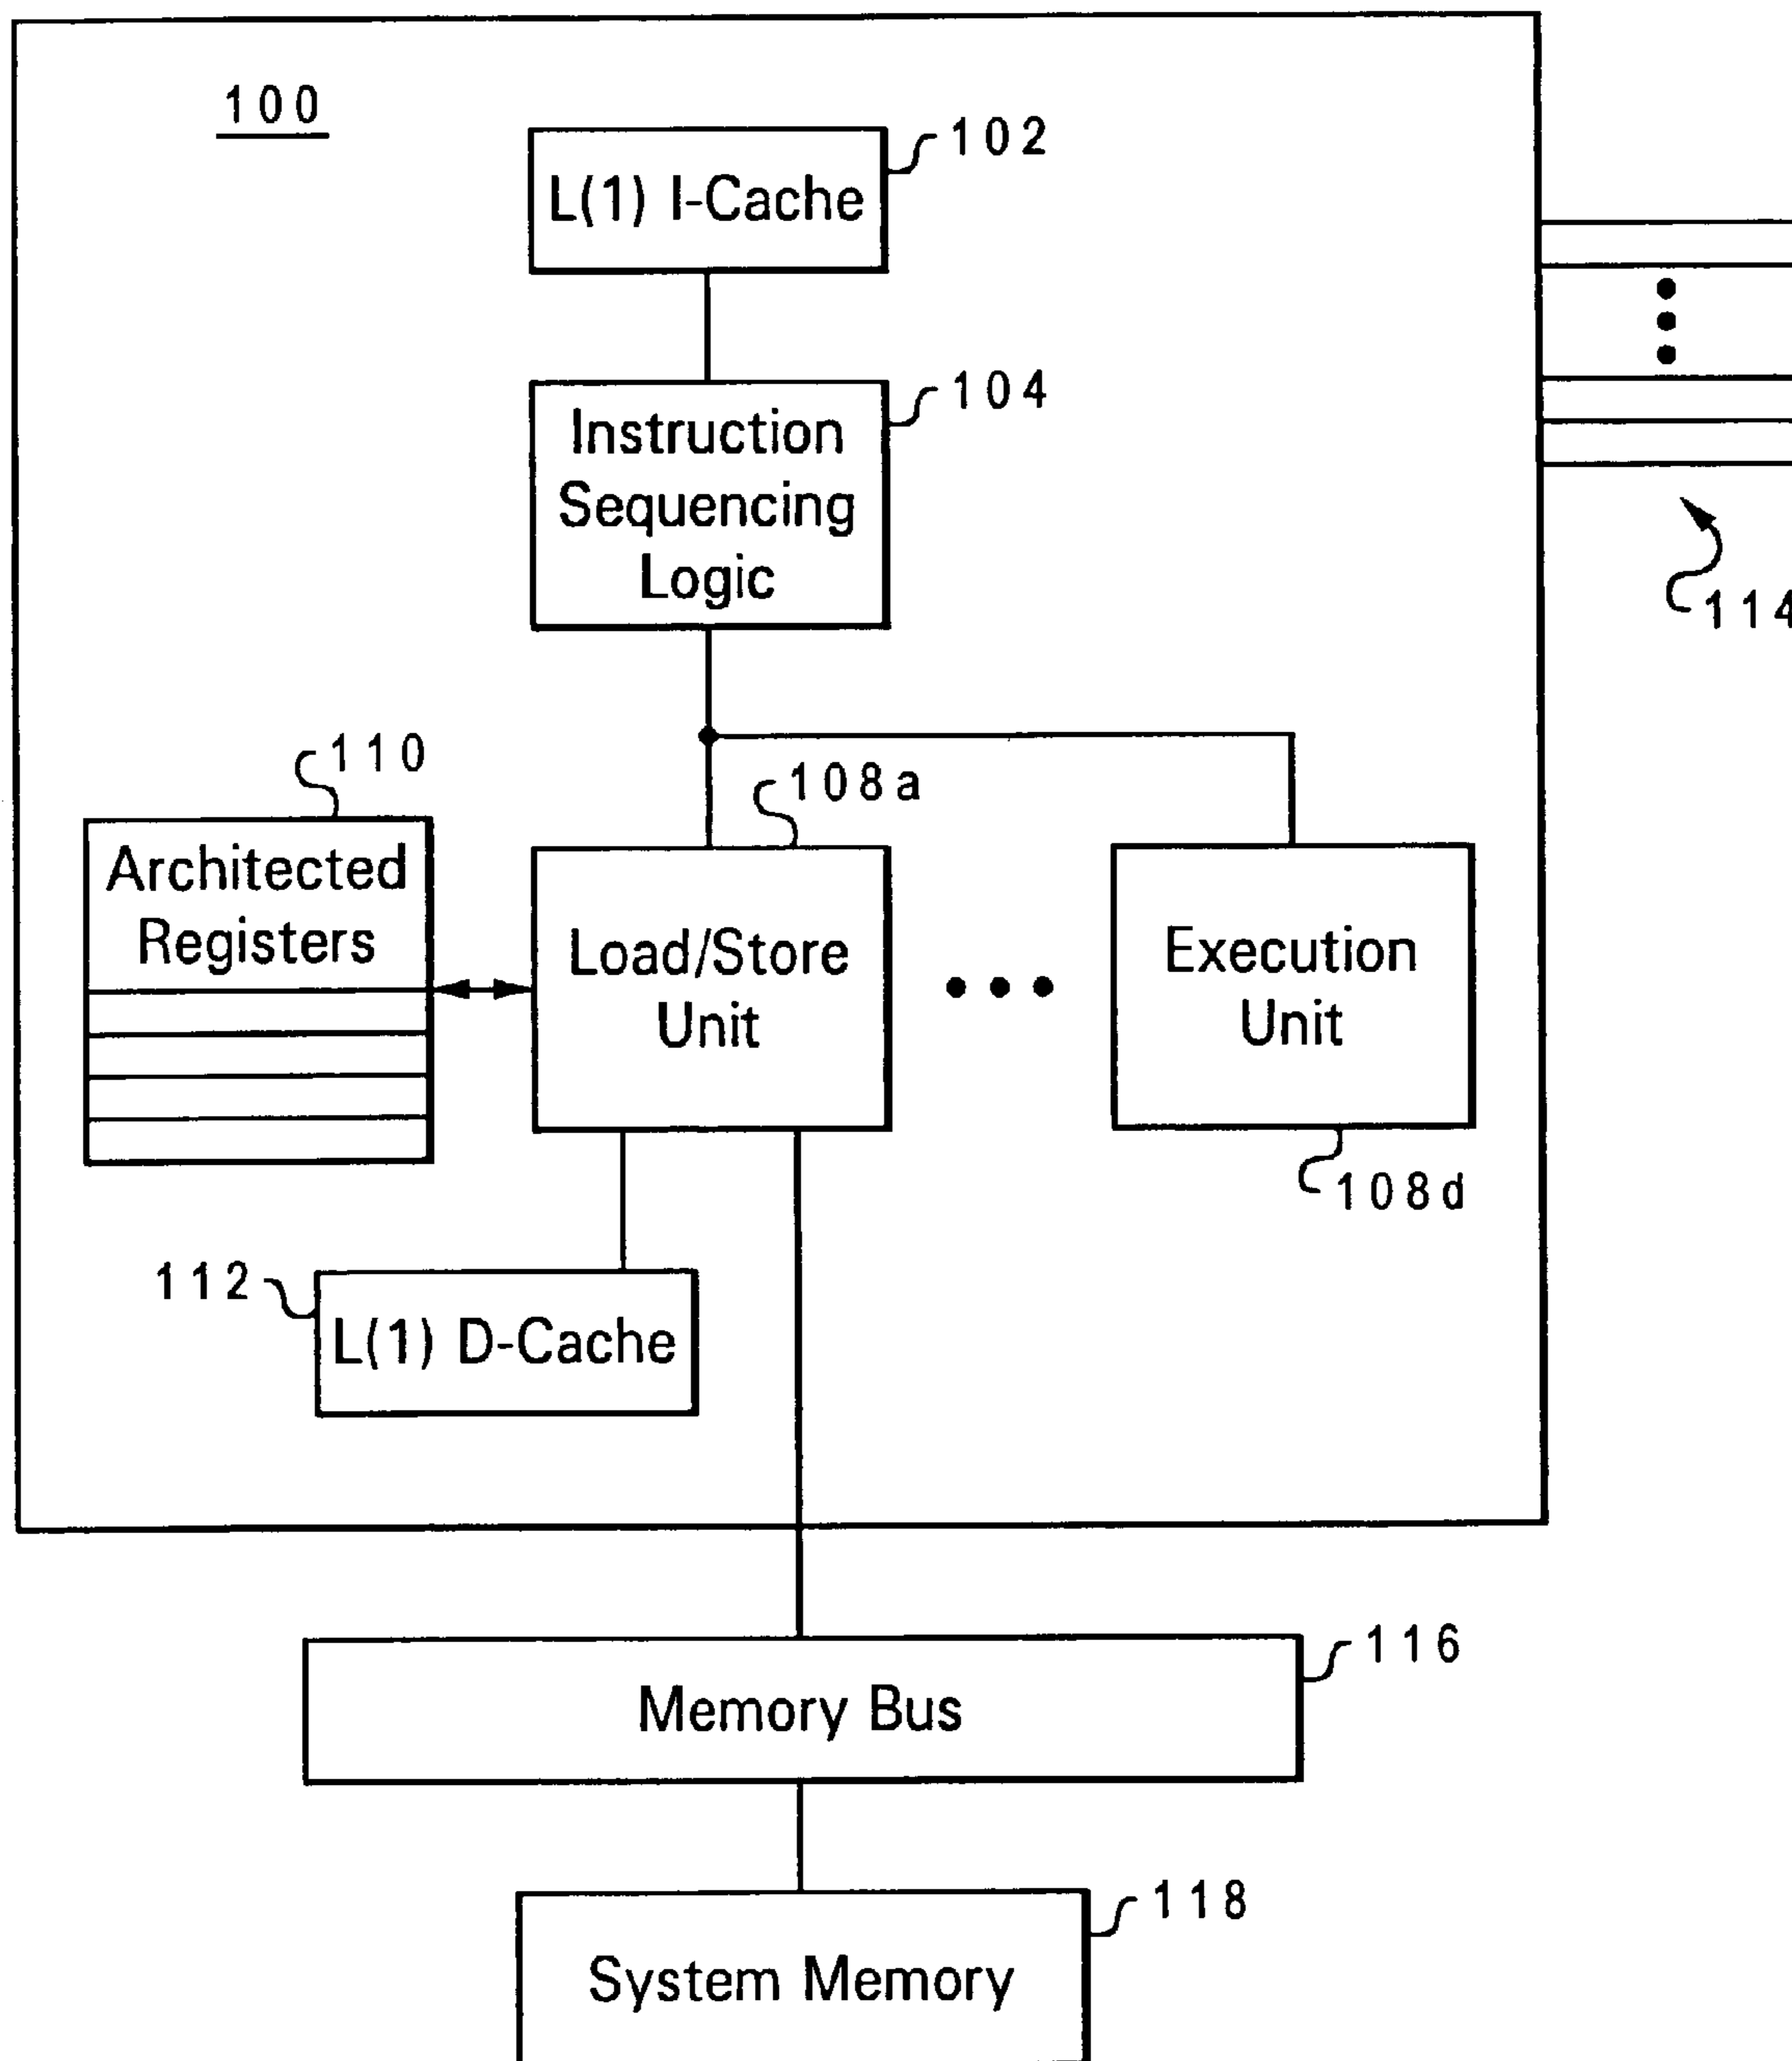 100
102
L(1) I-Cache
104
Instruction
Sequencing
Logic
114
110
108a
Architected
Registers
Load/Store
Unit
Execution
Unit
108d
112
L(1) D-Cache
116
Memory Bus
118
System Memory